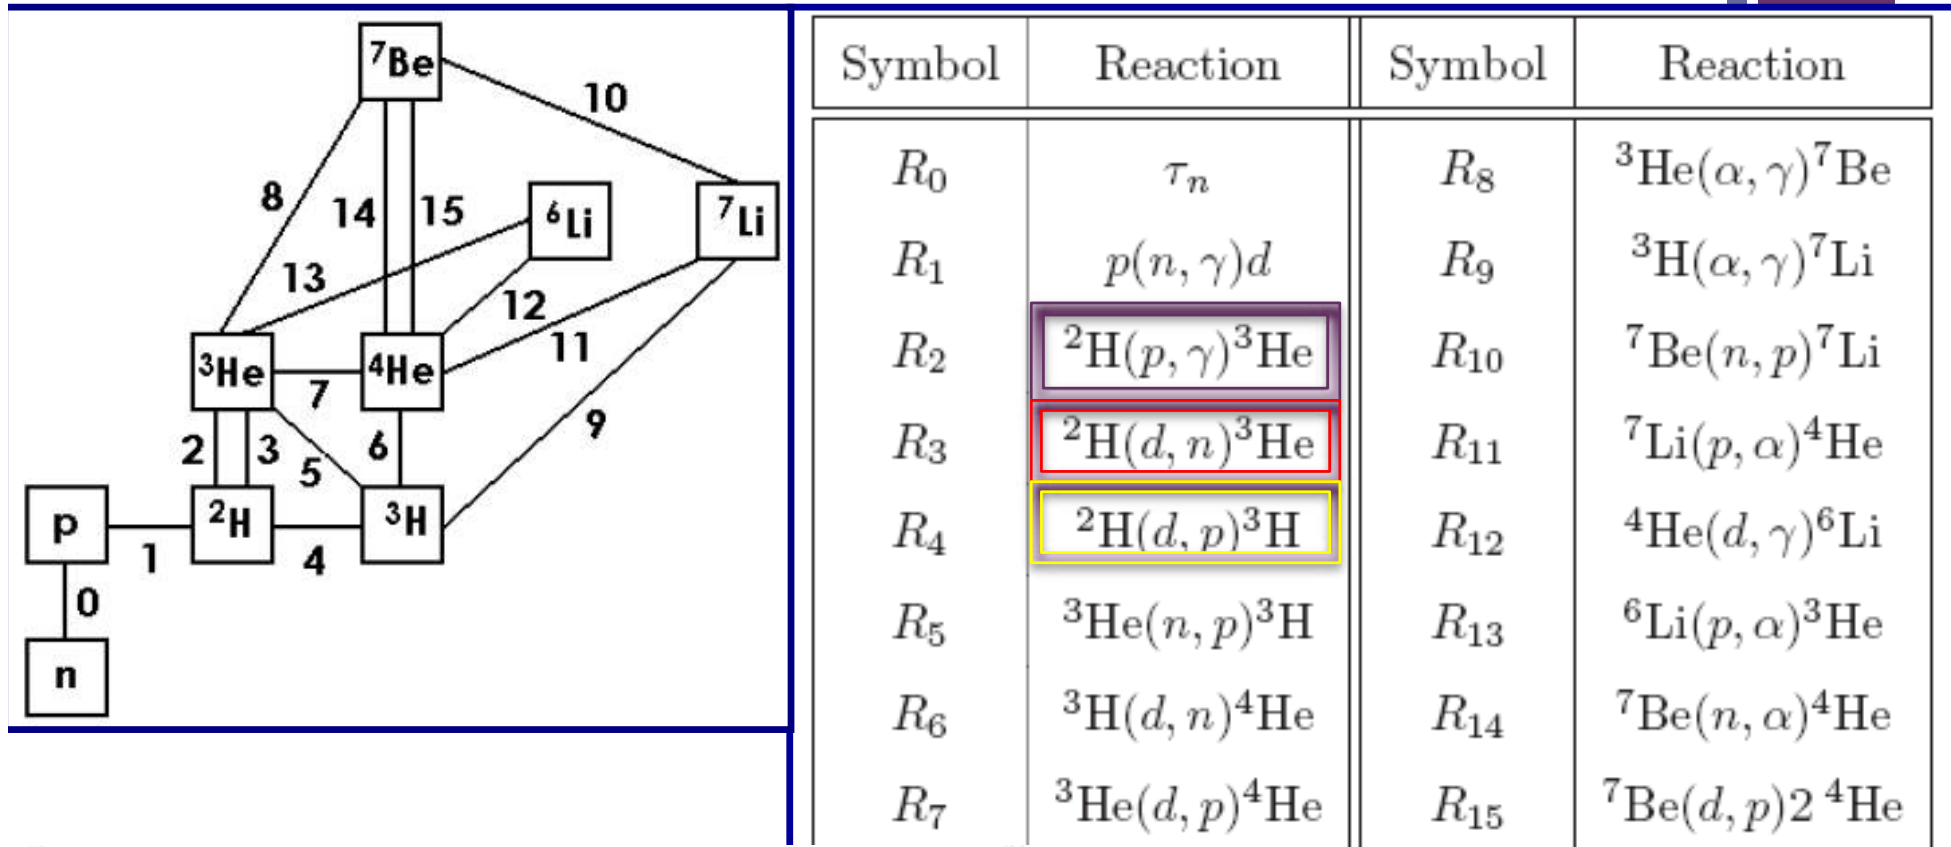 ⁷Be
10
8
14
15
⁶Li
⁷Li
13
12
11
³He
7
⁴He
9
2
3
5
6
p
1
²H
4
³H
0
n
Symbol Reaction Symbol Reaction
R₀ τₙ R₈ ³He(α, γ)⁷Be
R₁ p(n, γ)d R₉ ³H(α, γ)⁷Li
R₂ ²H(p, γ)³He R₁₀ ⁷Be(n, p)⁷Li
R₃ ²H(d, n)³He R₁₁ ⁷Li(p, α)⁴He
R₄ ²H(d, p)³H R₁₂ ⁴He(d, γ)⁶Li
R₅ ³He(n, p)³H R₁₃ ⁶Li(p, α)³He
R₆ ³H(d, n)⁴He R₁₄ ⁷Be(n, α)⁴He
R₇ ³He(d, p)⁴He R₁₅ ⁷Be(d, p)2 ⁴He